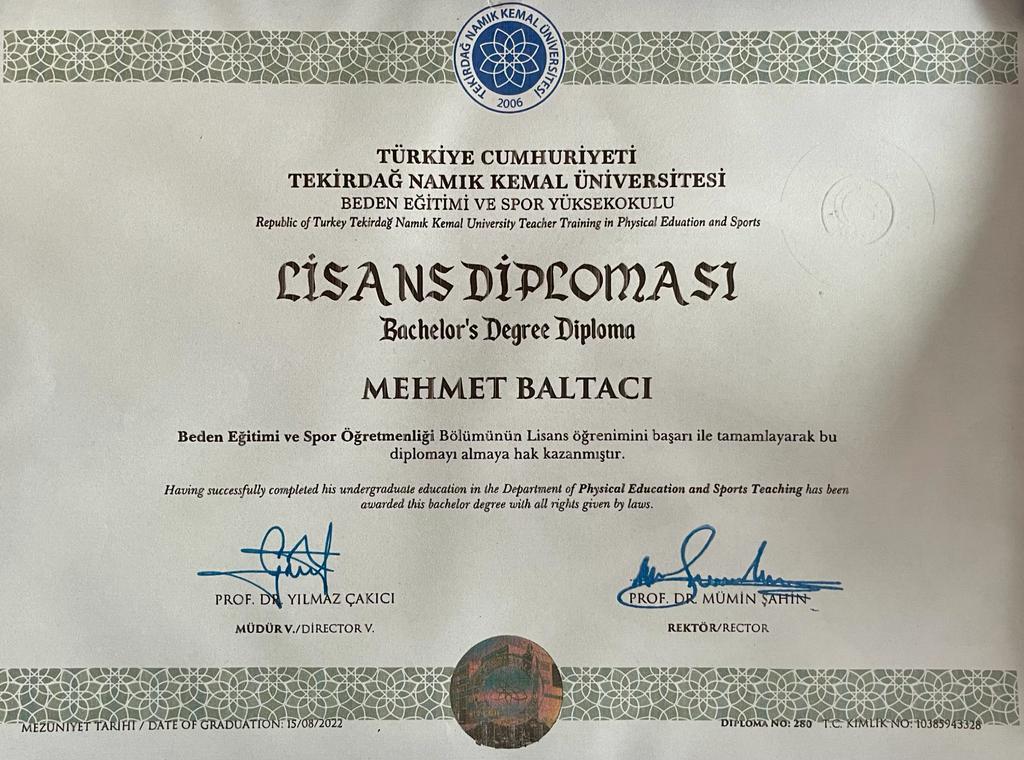 TEKİRDAĞ NAMIK KEMAL ÜNİVERSİTESİ
2006
TÜRKİYE CUMHURİYETİ
TEKİRDAĞ NAMIK KEMAL ÜNİVERSİTESİ
BEDEN EĞİTİMİ VE SPOR YÜKSEKOKULU
Republic of Turkey Tekirdağ Namık Kemal University Teacher Training in Physical Eduation and Sports
LİSANS DİPLOMASI
Bachelor's Degree Diploma
MEHMET BALTACI
Beden Eğitimi ve Spor Öğretmenliği Bölümünün Lisans öğrenimini başarı ile tamamlayarak bu
diplomayı almaya hak kazanmıştır.
Having successfully completed his undergraduate education in the Department of Physical Education and Sports Teaching has been
awarded this bachelor degree with all rights given by laws.
PROF. DR. YILMAZ ÇAKICI
MÜDÜR V./DİRECTOR V.
PROF. DR. MÜMİN ŞAHİN
REKTÖR/RECTOR
MEZUNİYET TARİHİ / DATE OF GRADUATION: 15/08/2022
DIPLOMA NO: 280 T.C. KİMLİK NO: 10385943328